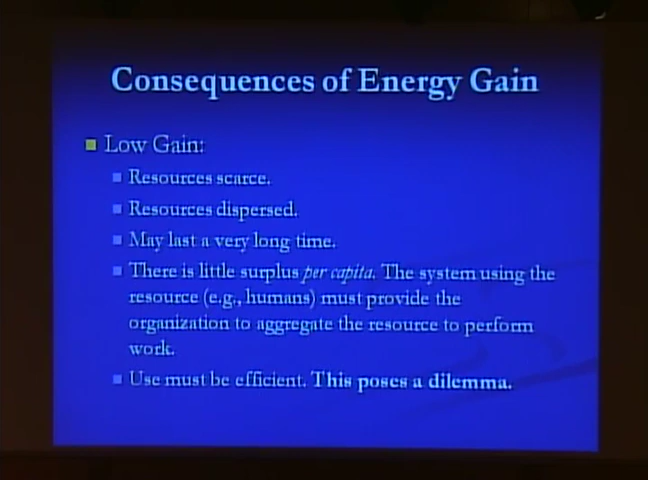 Consequences of Energy Gain
Low Gain:
Resources scarce.
Resources dispersed.
May last a very long time.
There is little surplus per capita. The system using the
resource (e.g., humans) must provide the
organization to aggregate the resource to perform
work.
Use must be efficient. This poses a dilemma.